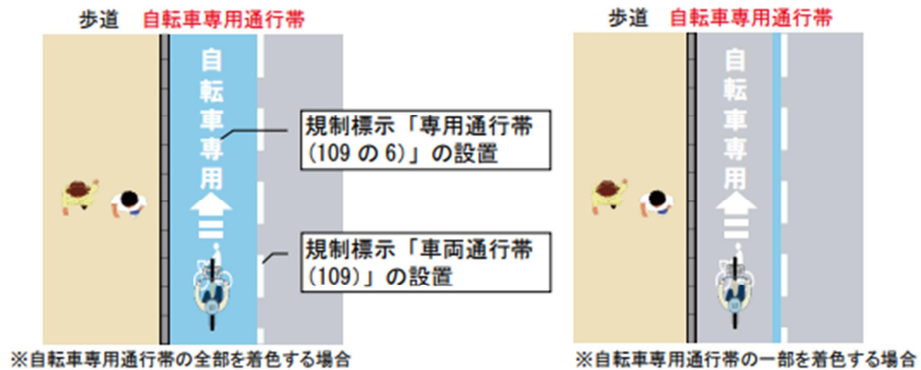 歩道 自転車専用通行帯
自転車専用
規制標示「専用通行帯
(109 の 6)」の設置
規制標示「車両通行帯
(109)」の設置
※自転車専用通行帯の全部を着色する場合
歩道 自転車専用通行帯
自転車専用
※自転車専用通行帯の一部を着色する場合